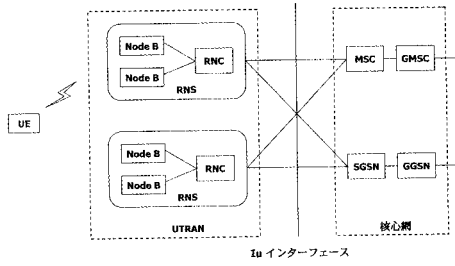 Node B
RNC
MSC
GMSC
Node B
RNS
UE
Node B
RNC
SGSN
GGSN
Node B
RNS
UTRAN
核心網
Iu インターフェース